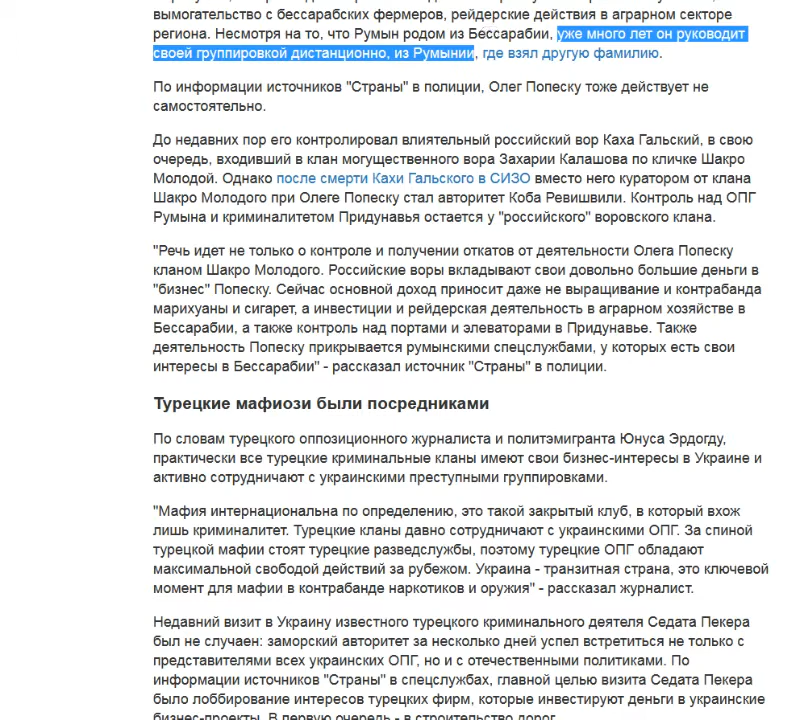 вымогательство с бессарабских фермеров, рейдерские действия в аграрном секторе
региона. Несмотря на то, что Румын родом из Бессарабии, уже много лет он руководит
своей группировкой дистанционно, из Румынии, где взял другую фамилию.
По информации источников "Страны" в полиции, Олег Попеску тоже действует не
самостоятельно.
До недавних пор его контролировал влиятельный российский вор Каха Гальский, в свою
очередь, входивший в клан могущественного вора Захарии Калашова по кличке Шакро
Молодой. Однако после смерти Кахи Гальского в СИЗО вместо него куратором от клана
Шакро Молодого при Олеге Попеску стал авторитет Коба Ревишвили. Контроль над ОПГ
Румына и криминалитетом Придунавья остается у "российского" воровского клана.
"Речь идет не только о контроле и получении откатов от деятельности Олега Попеску
кланом Шакро Молодого. Российские воры вкладывают свои довольно большие деньги в
"бизнес" Попеску. Сейчас основной доход приносит даже не выращивание и контрабанда
марихуаны и сигарет, а инвестиции и рейдерская деятельность в аграрном хозяйстве в
Бессарабии, а также контроль над портами и элеваторами в Придунавье. Также
деятельность Попеску прикрывается румынскими спецслужбами, у которых есть свои
интересы в Бессарабии" - рассказал источник "Страны" в полиции.
Турецкие мафиози были посредниками
По словам турецкого оппозиционного журналиста и политэмигранта Юнуса Эрдогду,
практически все турецкие криминальные кланы имеют свои бизнес-интересы в Украине и
активно сотрудничают с украинскими преступными группировками.
"Мафия интернациональна по определению, это такой закрытый клуб, в который вхож
лишь криминалитет. Турецкие кланы давно сотрудничают с украинскими ОПГ. За спиной
турецкой мафии стоят турецкие разведслужбы, поэтому турецкие ОПГ обладают
максимальной свободой действий за рубежом. Украина - транзитная страна, это ключевой
момент для мафии в контрабанде наркотиков и оружия" - рассказал журналист.
Недавний визит в Украину известного турецкого криминального деятеля Седата Пекера
был не случаен: заморский авторитет за несколько дней успел встретиться не только с
представителями всех украинских ОПГ, но и с отечественными политиками. По
информации источников "Страны" в спецслужбах, главной целью визита Седата Пекера
было лоббирование интересов турецких фирм, которые инвестируют деньги в украинские
бизнес-проекты. В первую очередь - в строительство дорог.